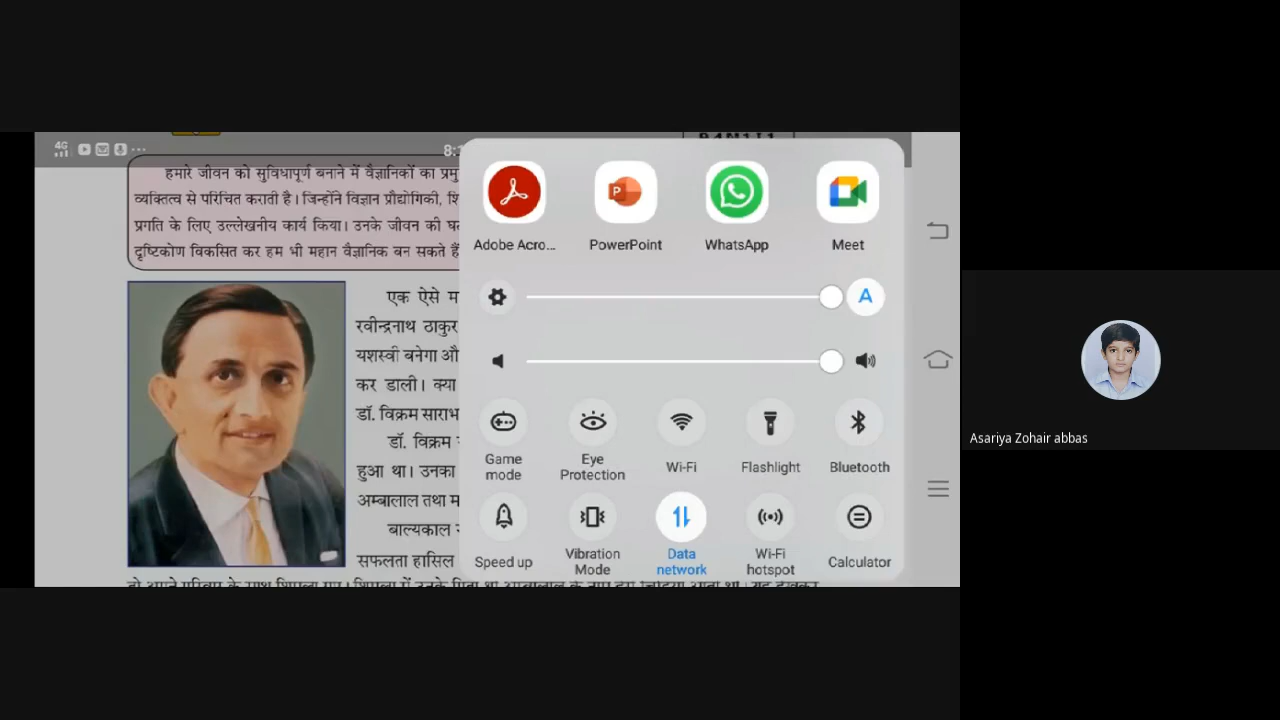 4G
8:
हमारे जीवन को सुविधापूर्ण बनाने में वैज्ञानिकों का
व्यक्तित्व से परिचित कराती है। जिन्होंने विज्ञान प्रौद्योगिकी,
प्रगति के लिए उल्लेखनीय कार्य किया। उनके जीवन की
दृष्टिकोण विकसित कर हम भी महान वैज्ञानिक बन सकते हैं
एक ऐसे
रवीन्द्रनाथ ठाकुर
यशस्वी बनेगा
कर डाली। क्या
डॉ. विक्रम
डॉ. विक्रम
हुआ था। उनका
अम्बालाल तथा
बाल्यकाल
सफलता हासिल
Adobe Acro...
PowerPoint
WhatsApp
Meet
A
Game mode
Eye Protection
Wi-Fi
Flashlight
Bluetooth
Speed up
Vibration Mode
Data network
Wi-Fi hotspot
Calculator
Asariya Zohair abbas